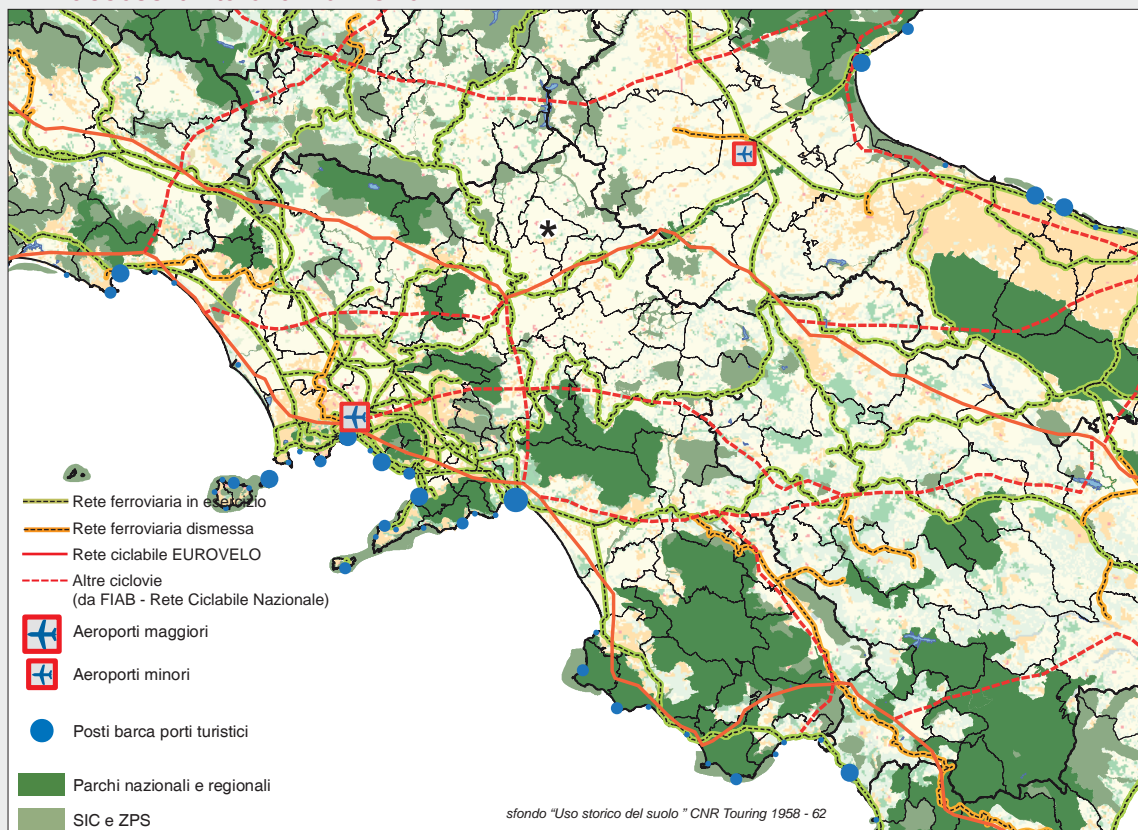 Rete ferroviaria in esercizio
Rete ferroviaria dismessa
Rete ciclabile EUROVELO
Altre ciclovie
(da FIAB - Rete Ciclabile Nazionale)
Aeroporti maggiori
Aeroporti minori
Posti barca porti turistici
Parchi nazionali e regionali
SIC e ZPS
sfondo “Uso storico del suolo ” CNR Touring 1958 - 62